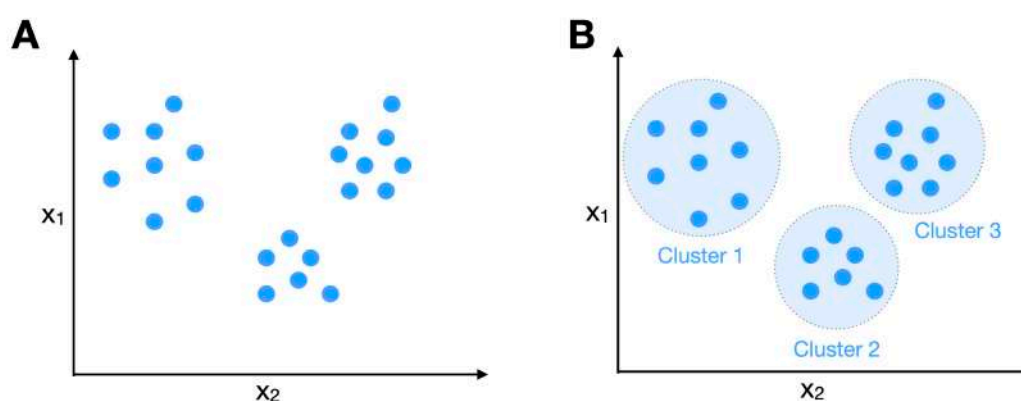 A
x₁
x₂
B
x₁
Cluster 1
Cluster 3
Cluster 2
x₂